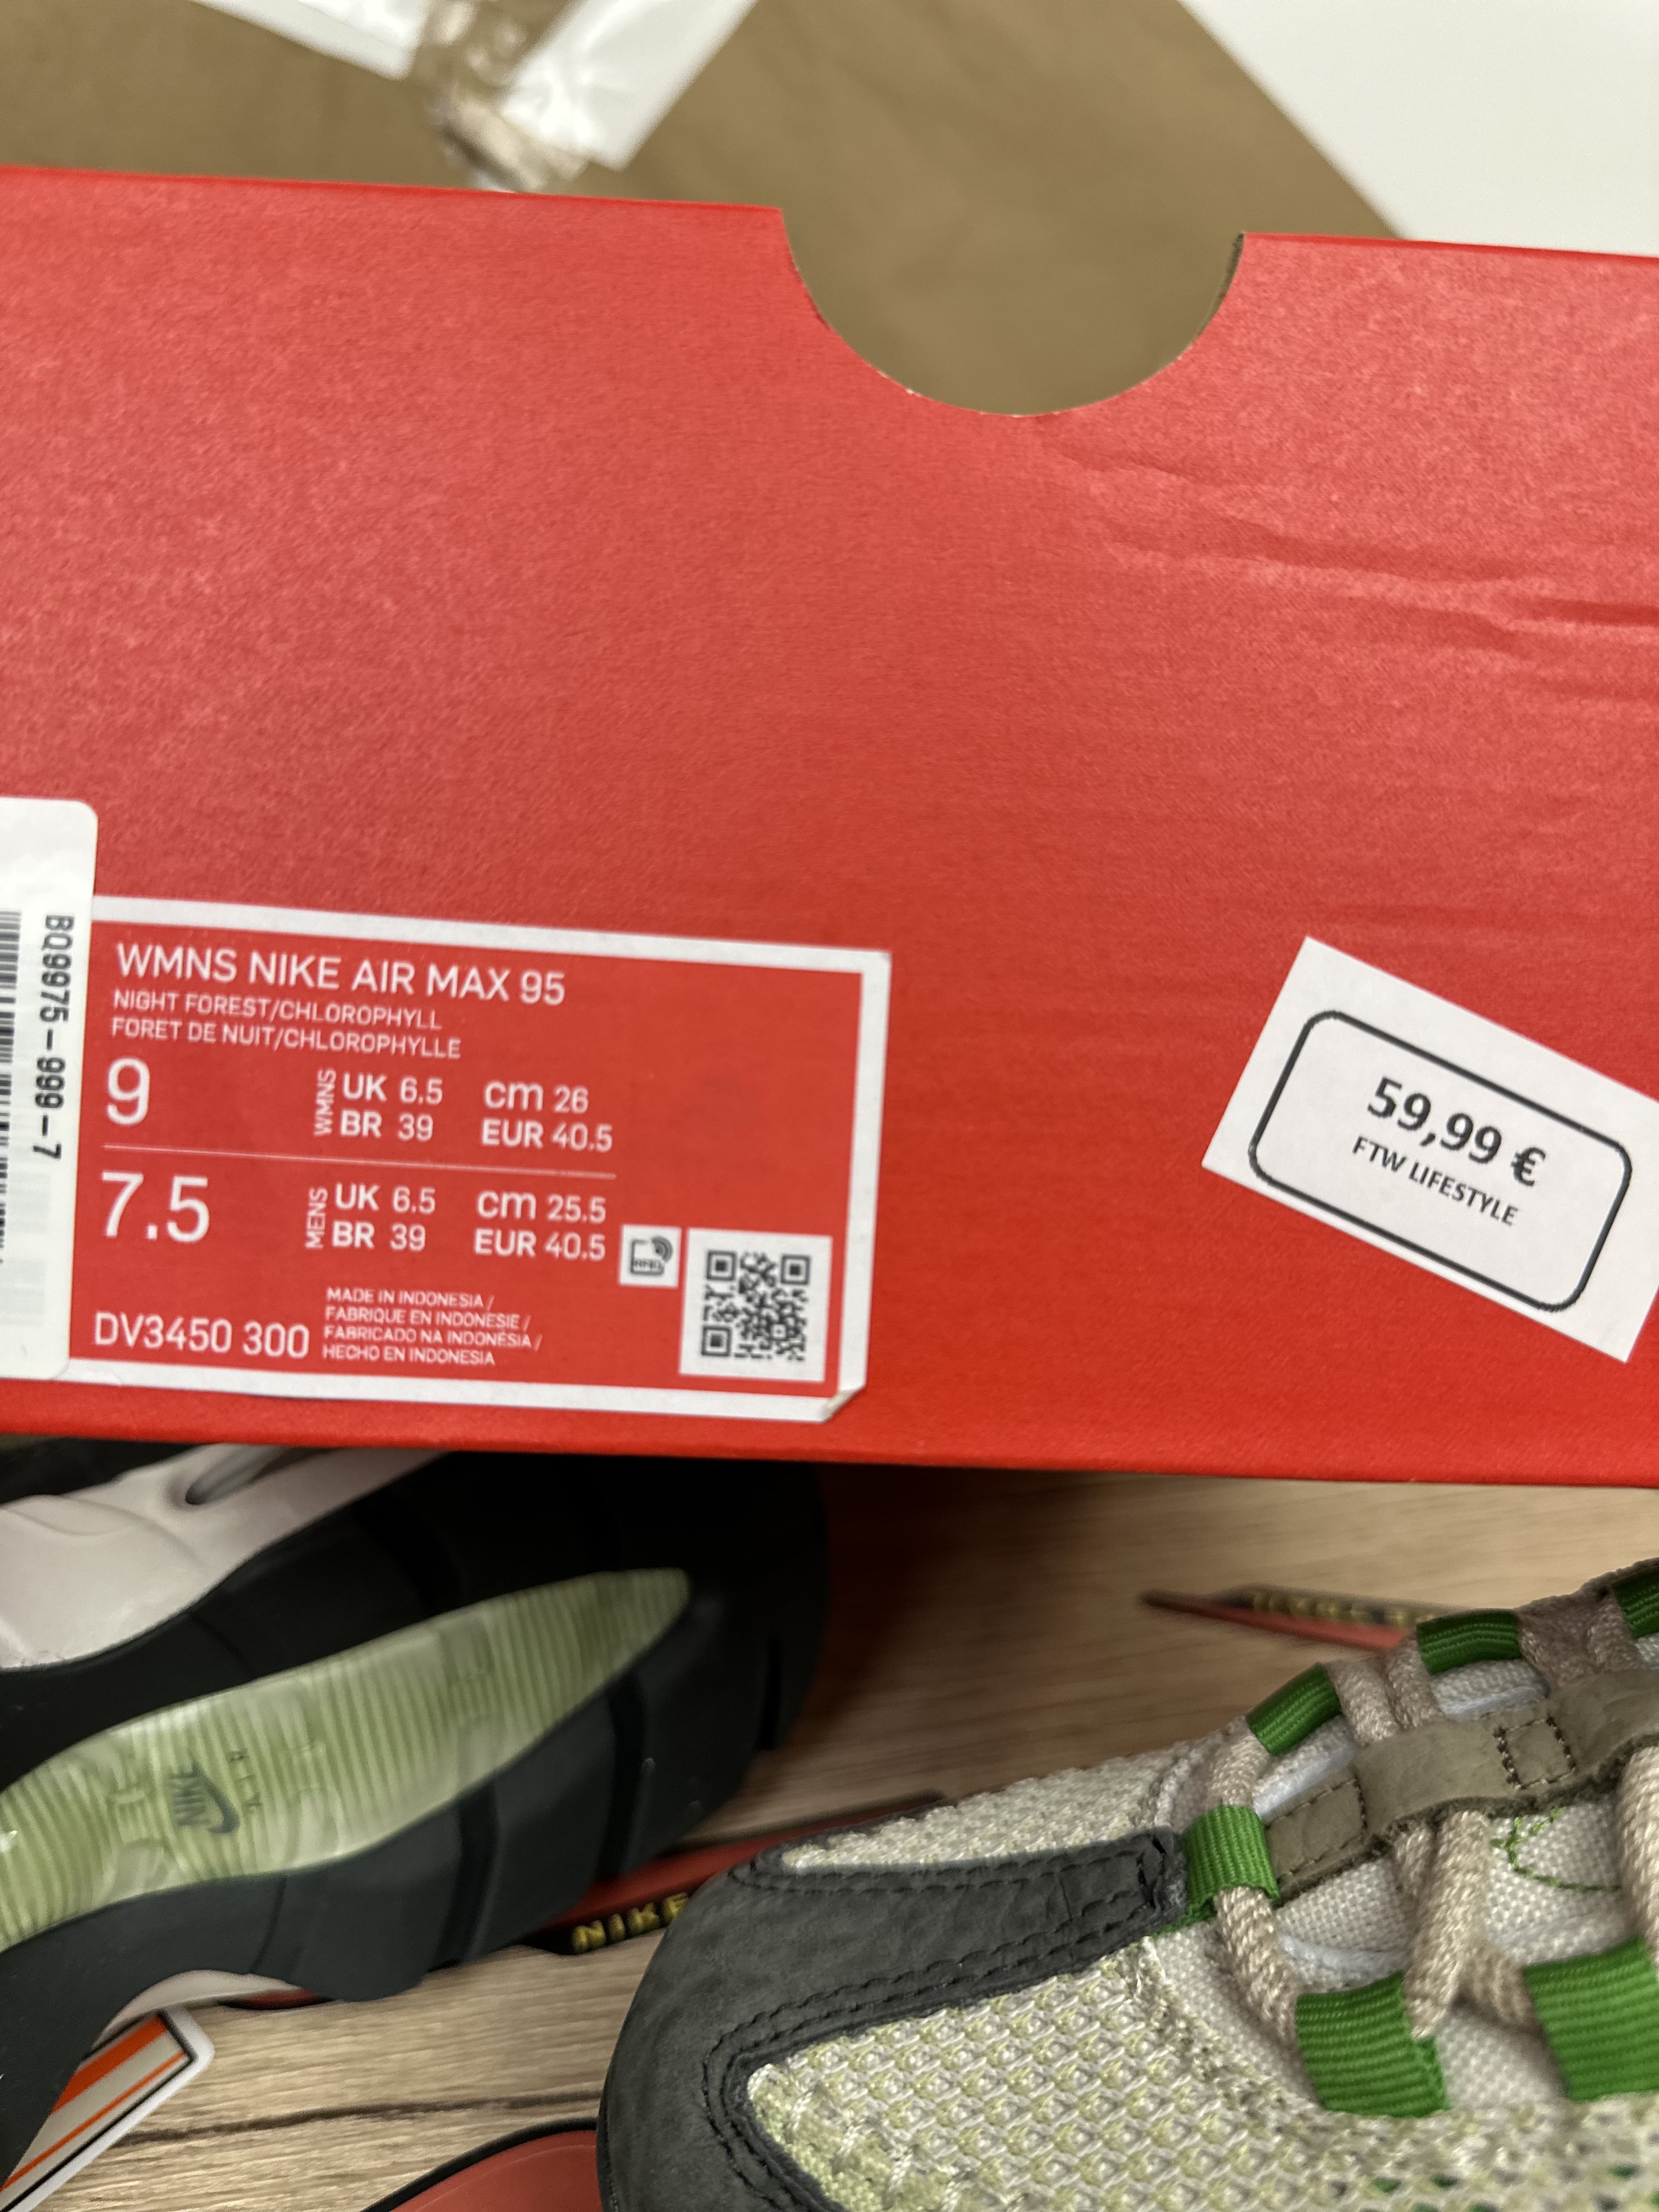 BQ9975-999-7
WMNS NIKE AIR MAX 95
NIGHT FOREST/CHLOROPHYLL
FORET DE NUIT/CHLOROPHYLLE
9
WMNS
UK 6.5 cm 26
BR 39 EUR 40.5
7.5
MENS
UK 6.5 cm 25.5
BR 39 EUR 40.5
RFID
DV3450 300
MADE IN INDONESIA /
FABRIQUE EN INDONESIE /
FABRICADO NA INDONÉSIA /
HECHO EN INDONESIA
59,99 €
FTW LIFESTYLE
NIKE
AIR
NIKE